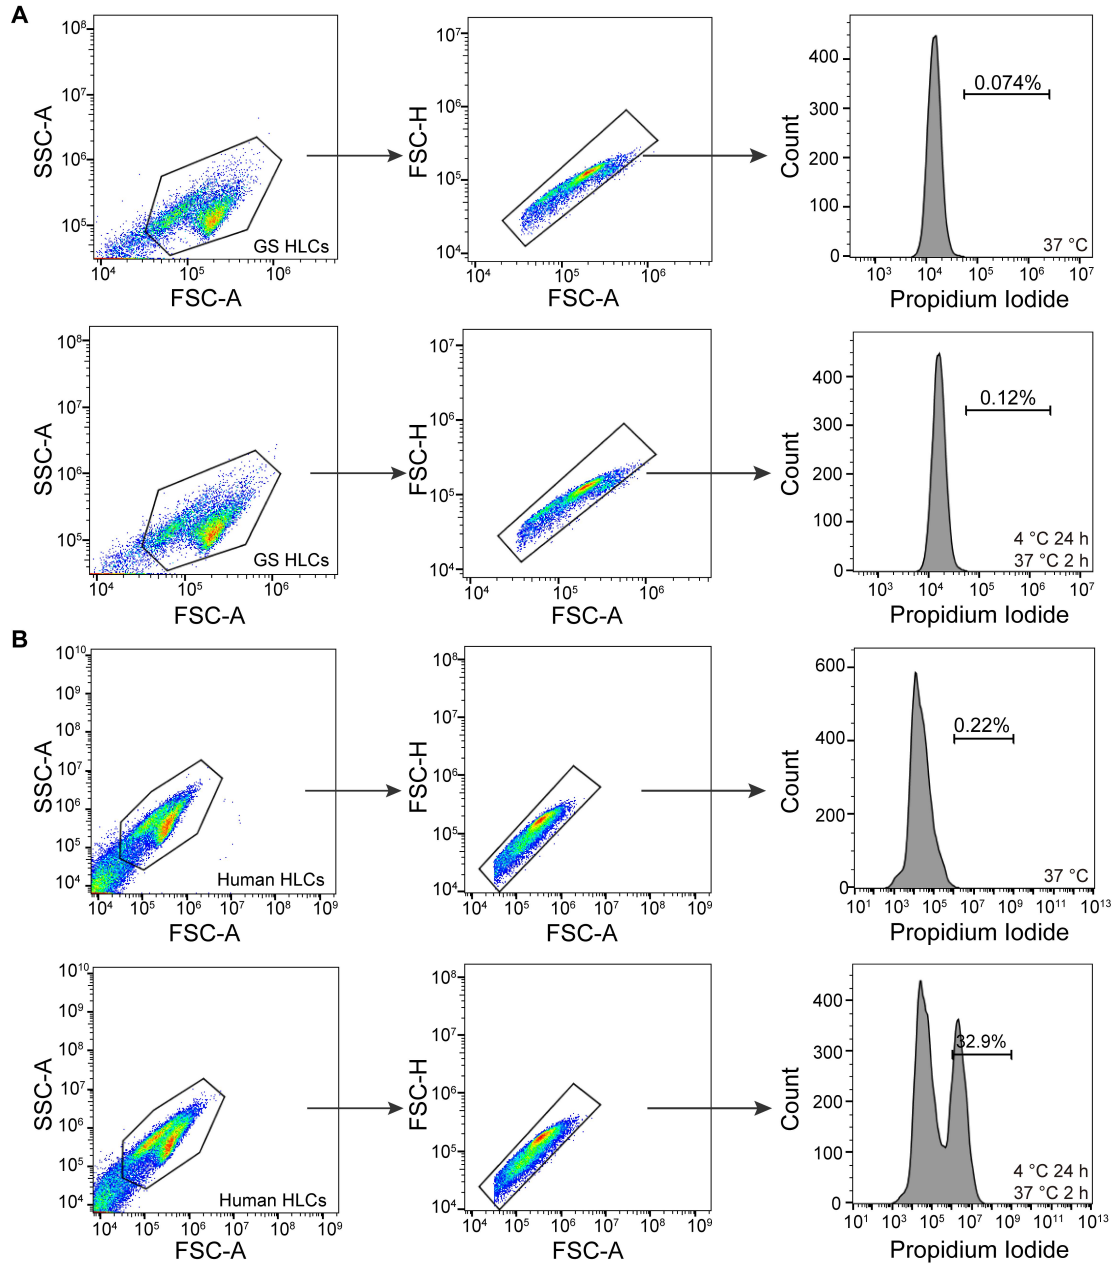 A
10⁸
10⁷
10⁶
10⁵
SSC-A
GS HLCs
10⁴ 10⁵ 10⁶
FSC-A
10⁷
10⁶
10⁵
10⁴
FSC-H
10⁴ 10⁵ 10⁶
FSC-A
400
300
200
100
0
Count
0.074%
37 °C
10³ 10⁴ 10⁵ 10⁶ 10⁷
Propidium Iodide
10⁸
10⁷
10⁶
10⁵
SSC-A
GS HLCs
10⁴ 10⁵ 10⁶
FSC-A
10⁷
10⁶
10⁵
10⁴
FSC-H
10⁴ 10⁵ 10⁶
FSC-A
400
300
200
100
0
Count
0.12%
4 °C 24 h
37 °C 2 h
10³ 10⁴ 10⁵ 10⁶ 10⁷
Propidium Iodide
B
10¹⁰
10⁹
10⁸
10⁷
10⁶
10⁵
10⁴
SSC-A
Human HLCs
10⁴ 10⁵ 10⁶ 10⁷ 10⁸ 10⁹
FSC-A
10⁸
10⁷
10⁶
10⁵
10⁴
FSC-H
10⁴ 10⁵ 10⁶ 10⁷ 10⁸ 10⁹
FSC-A
600
400
200
0
Count
0.22%
37 °C
10¹ 10³ 10⁵ 10⁷ 10⁹ 10¹¹ 10¹³
Propidium Iodide
10¹⁰
10⁹
10⁸
10⁷
10⁶
10⁵
10⁴
SSC-A
Human HLCs
10⁴ 10⁵ 10⁶ 10⁷ 10⁸ 10⁹
FSC-A
10⁸
10⁷
10⁶
10⁵
10⁴
FSC-H
10⁴ 10⁵ 10⁶ 10⁷ 10⁸ 10⁹
FSC-A
400
300
200
100
0
Count
32.9%
4 °C 24 h
37 °C 2 h
10¹ 10³ 10⁵ 10⁷ 10⁹ 10¹¹ 10¹³
Propidium Iodide